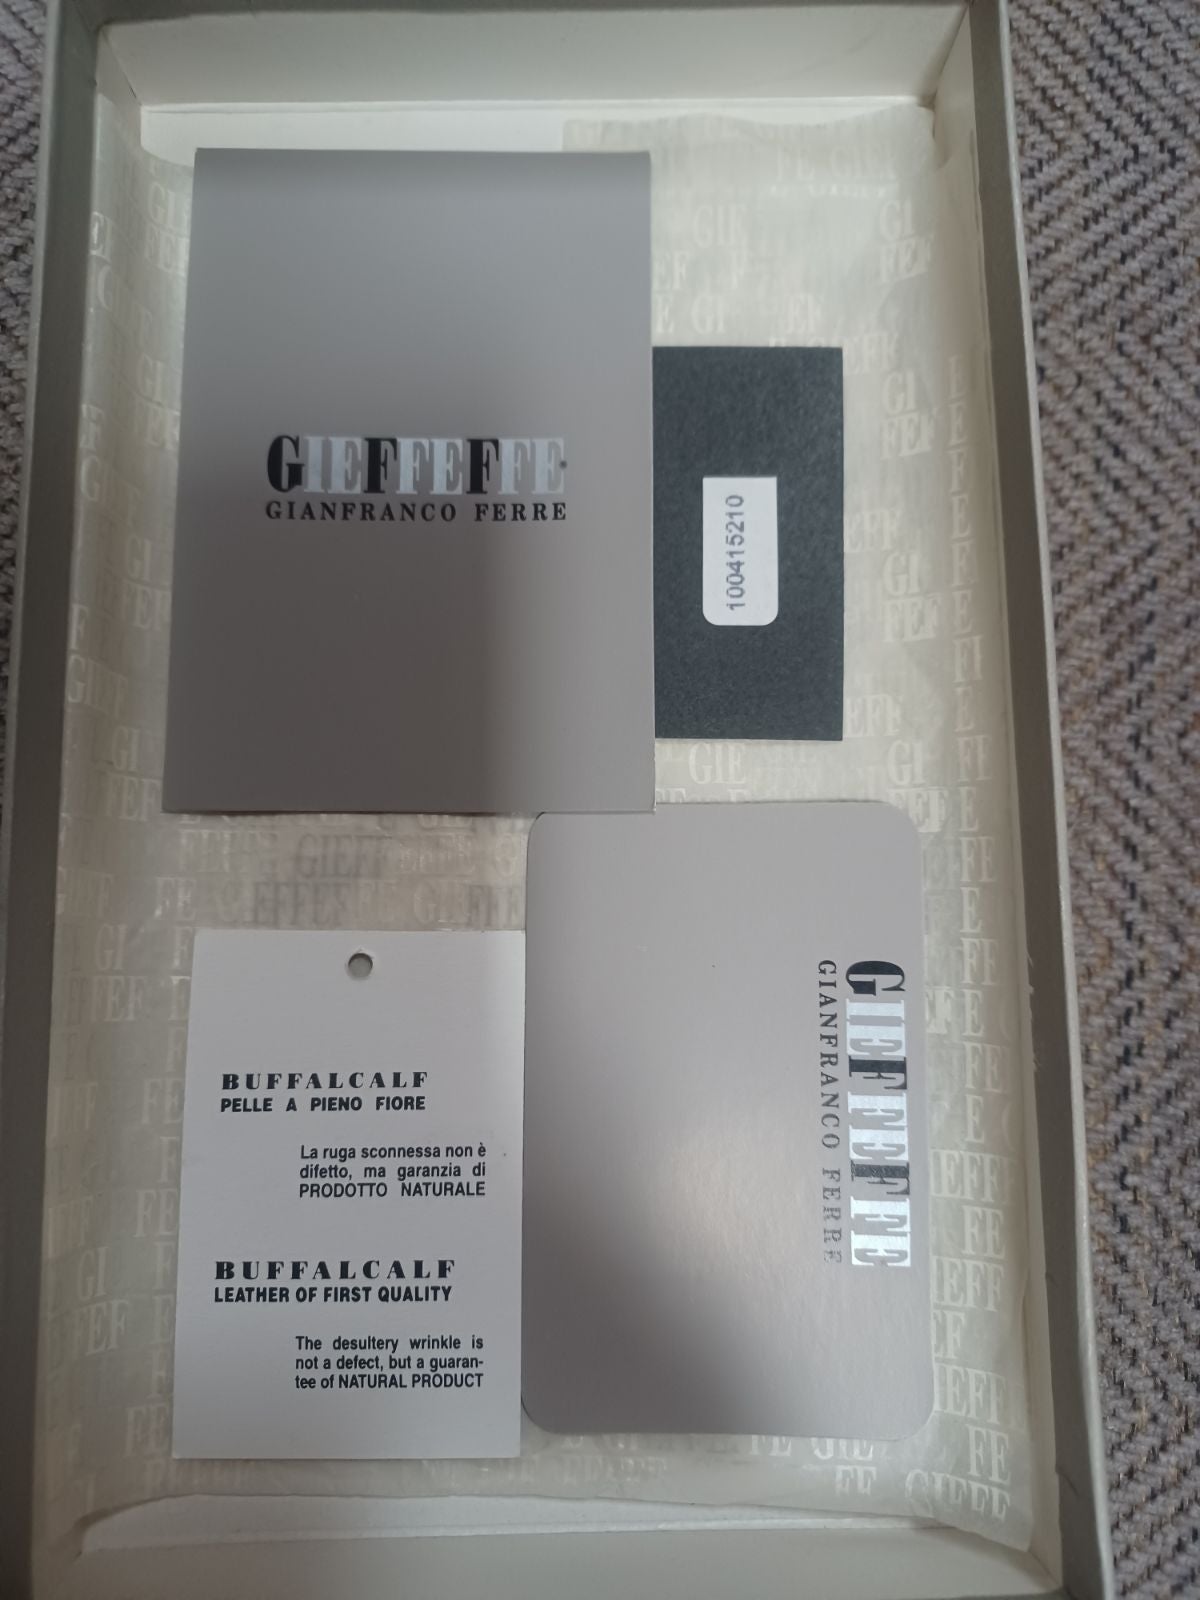 GIEFFEFFE
GIANFRANCO FERRE
100415210
GIEFFEFFE
GIANFRANCO FERRE
BUFFALCALF
PELLE A PIENO FIORE
La ruga sconnessa non è
difetto, ma garanzia di
PRODOTTO NATURALE
BUFFALCALF
LEATHER OF FIRST QUALITY
The desultery wrinkle is
not a defect, but a guaran-
tee of NATURAL PRODUCT